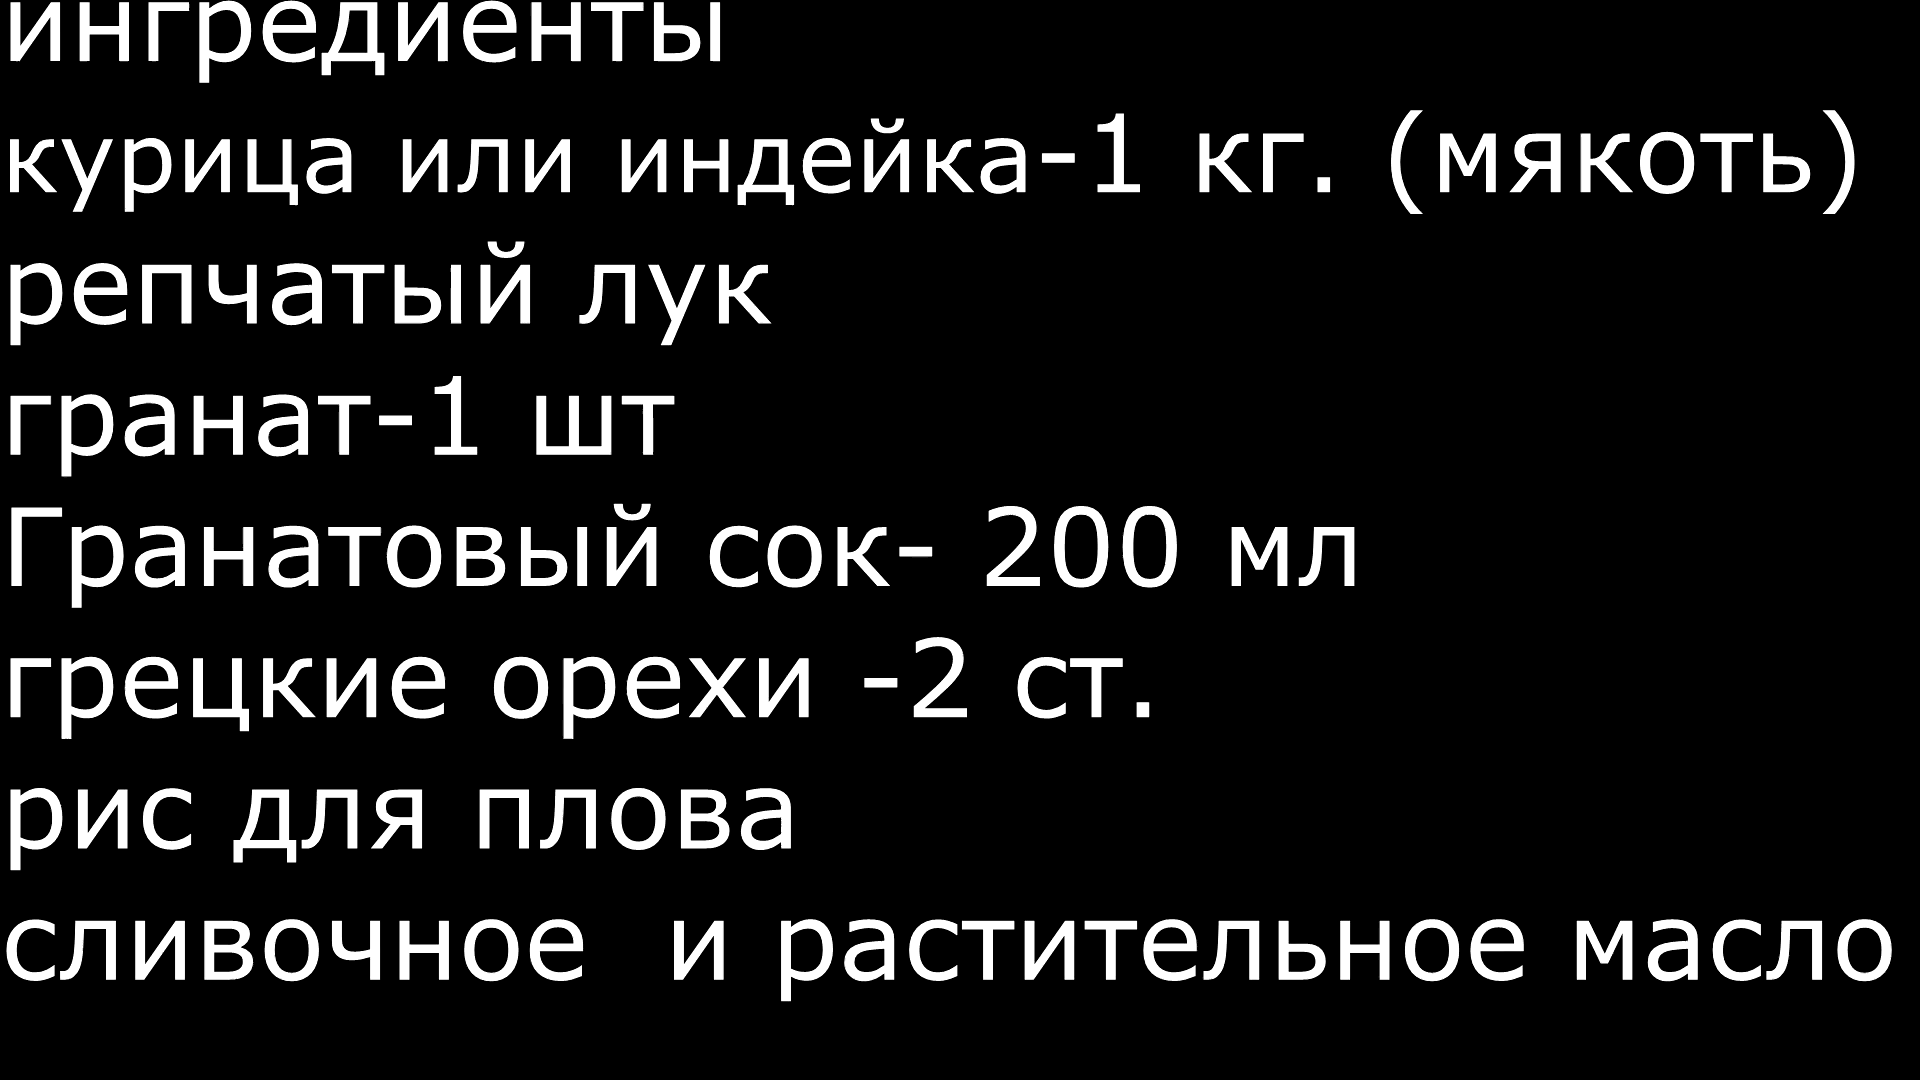 ингредиенты
курица или индейка-1 кг. (мякоть)
репчатый лук
гранат-1 шт
Гранатовый сок- 200 мл
грецкие орехи -2 ст.
рис для плова
сливочное  и растительное масло